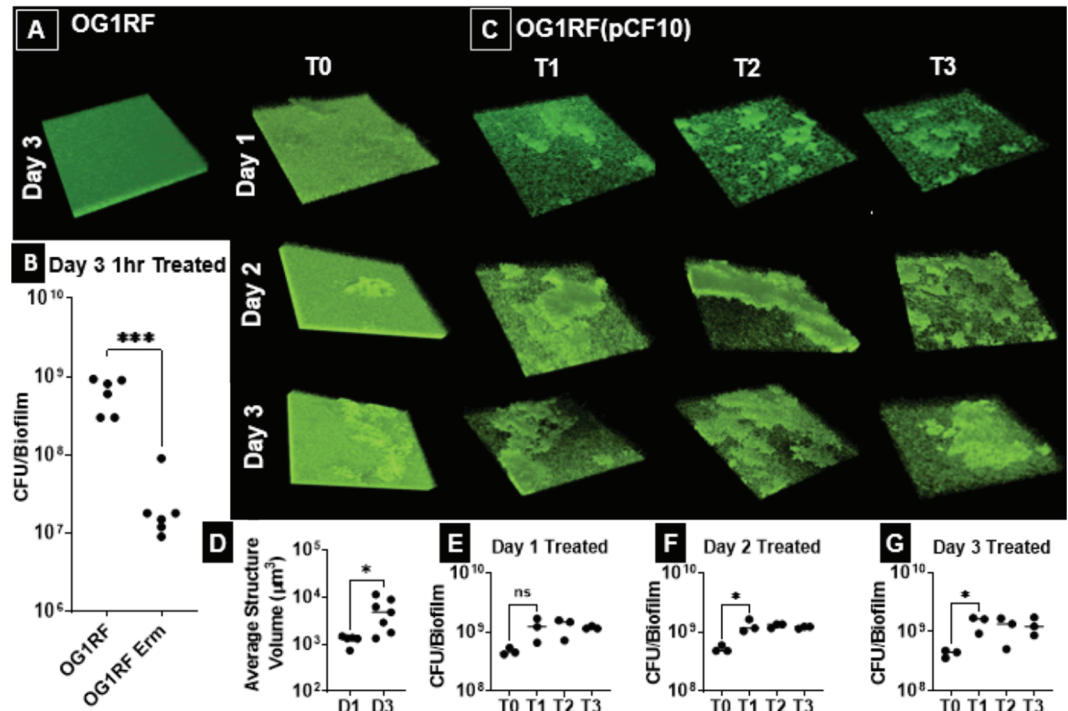 A OG1RF
C OG1RF(pCF10)
T0 T1 T2 T3
Day 3
Day 1
Day 2
Day 3
B Day 3 1hr Treated
CFU/Biofilm
10^10
***
10^9
10^8
10^7
10^6
OG1RF
OG1RF Erm
D
Average Structure
Volume (µm³)
10^5
*
10^4
10^3
10^2
D1 D3
E Day 1 Treated
CFU/Biofilm
10^10
ns
10^9
10^8
T0 T1 T2 T3
F Day 2 Treated
CFU/Biofilm
10^10
*
10^9
10^8
T0 T1 T2 T3
G Day 3 Treated
CFU/Biofilm
10^10
*
10^9
10^8
T0 T1 T2 T3